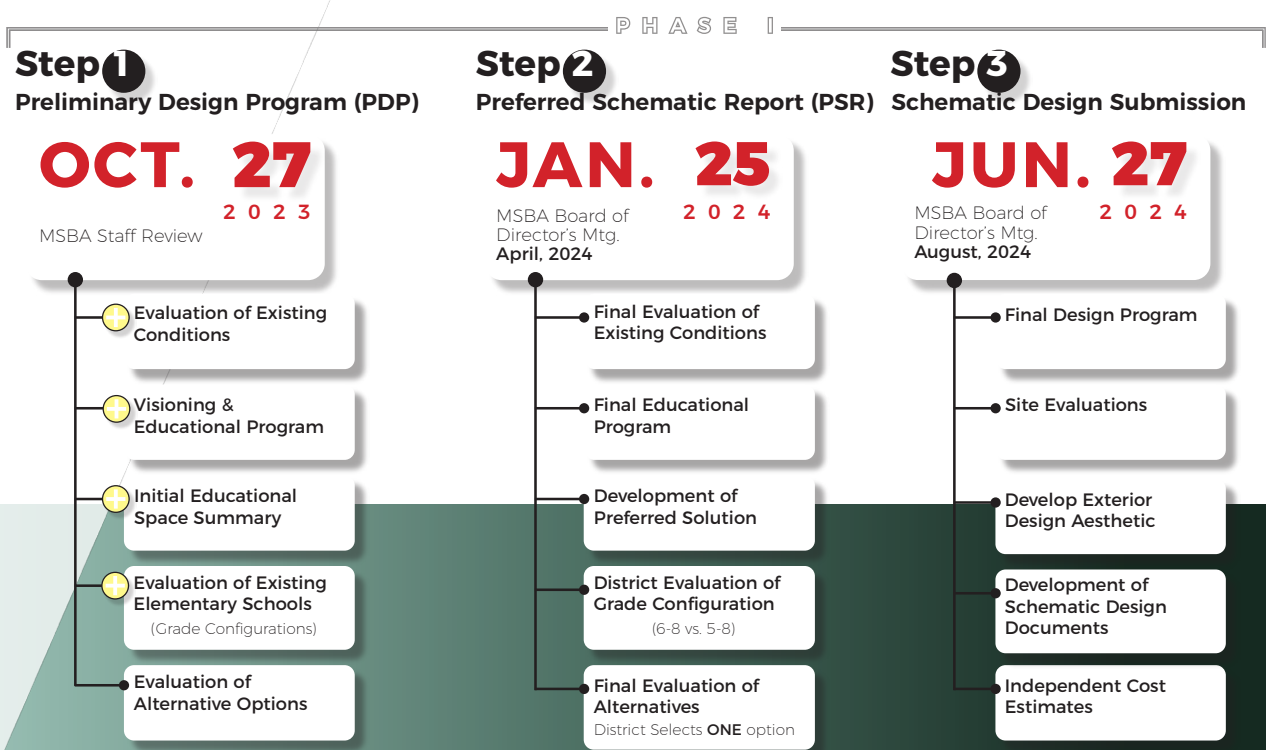 PHASE I
Step 1
Preliminary Design Program (PDP)
OCT. 27
2023
MSBA Staff Review
Evaluation of Existing
Conditions
Visioning &
Educational Program
Initial Educational
Space Summary
Evaluation of Existing
Elementary Schools
(Grade Configurations)
Evaluation of
Alternative Options
Step 2
Preferred Schematic Report (PSR)
JAN. 25
2024
MSBA Board of
Director's Mtg.
April, 2024
Final Evaluation of
Existing Conditions
Final Educational
Program
Development of
Preferred Solution
District Evaluation of
Grade Configuration
(6-8 vs. 5-8)
Final Evaluation of
Alternatives
District Selects ONE option
Step 3
Schematic Design Submission
JUN. 27
2024
MSBA Board of
Director's Mtg.
August, 2024
Final Design Program
Site Evaluations
Develop Exterior
Design Aesthetic
Development of
Schematic Design
Documents
Independent Cost
Estimates